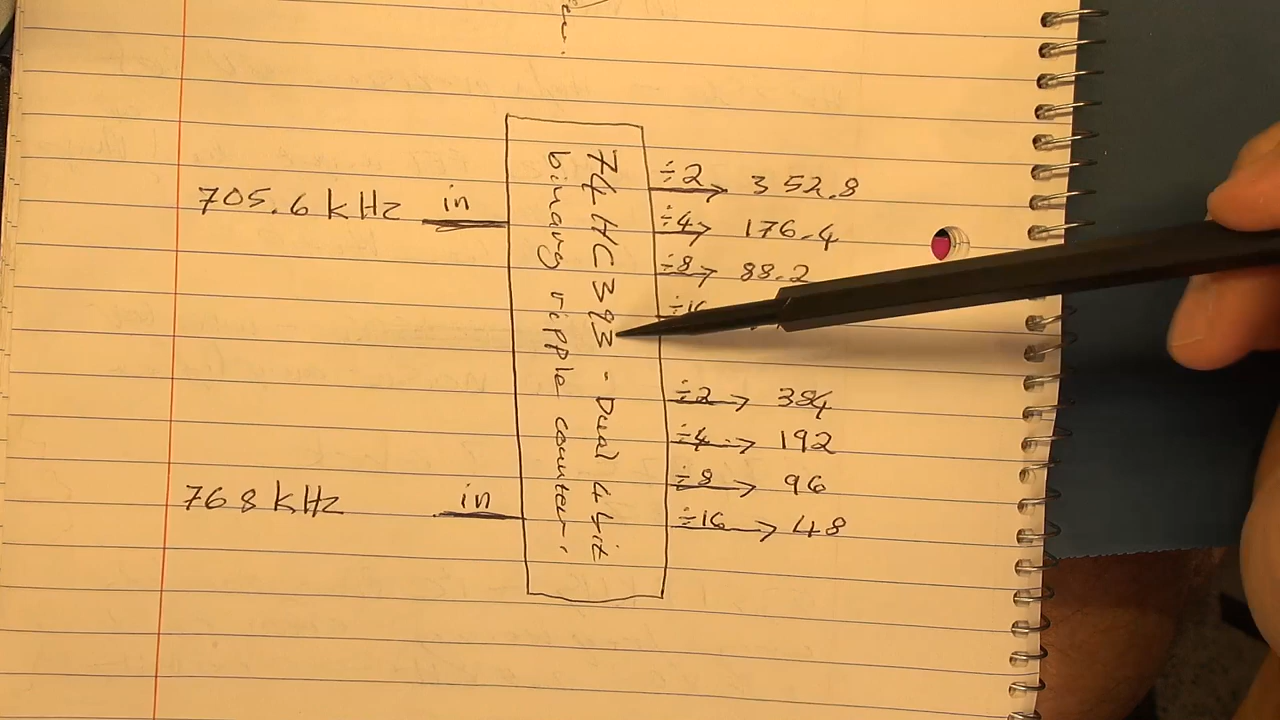 705.6 kHz
in
74HC393 - Dual 4 bit
binary ripple counter.
÷2 → 352.8
÷4 → 176.4
÷8 → 88.2
÷16
768 kHz
in
÷2 → 384
÷4 → 192
÷8 → 96
÷16 → 48